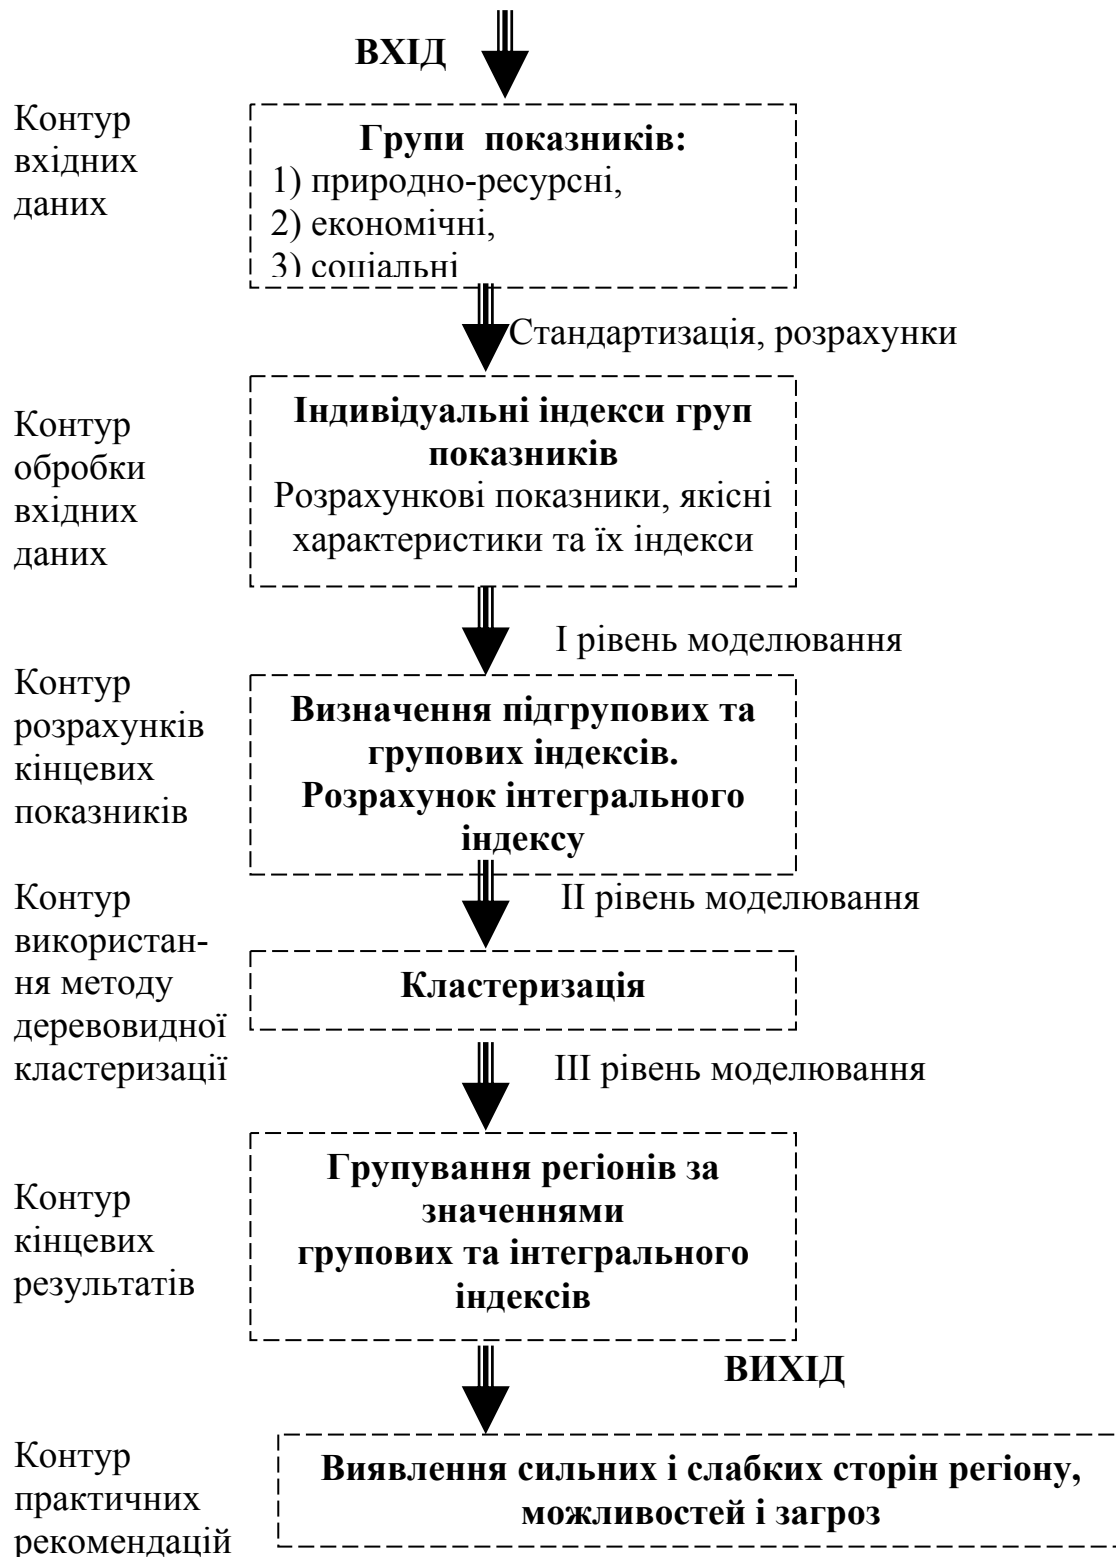 ВХІД
Контур
вхідних
даних
Групи показників:
1) природно-ресурсні,
2) економічні,
3) соціальні
Стандартизація, розрахунки
Контур
обробки
вхідних
даних
Індивідуальні індекси груп
показників
Розрахункові показники, якісні
характеристики та їх індекси
І рівень моделювання
Контур
розрахунків
кінцевих
показників
Визначення підгрупових та
групових індексів.
Розрахунок інтегрального
індексу
ІІ рівень моделювання
Контур
використан-
ня методу
деревовидної
кластеризації
Кластеризація
ІІІ рівень моделювання
Контур
кінцевих
результатів
Групування регіонів за
значеннями
групових та інтегрального
індексів
ВИХІД
Контур
практичних
рекомендацій
Виявлення сильних і слабких сторін регіону,
можливостей і загроз